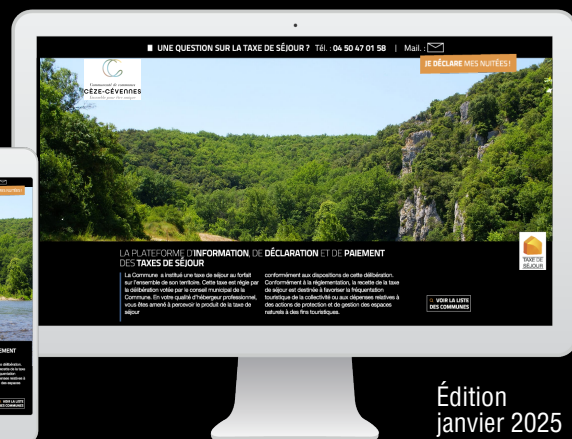 UNE QUESTION SUR LA TAXE DE SÉJOUR ? Tél. : 04 50 47 01 58 | Mail. :
JE DÉCLARE MES NUITÉES !
Communauté de communes
CÈZE-CÉVENNES
LA PLATEFORME D'INFORMATION, DE DÉCLARATION ET DE PAIEMENT
DES TAXES DE SÉJOUR
La Commune a institué une taxe de séjour au forfait
sur l'ensemble de son territoire. Cette taxe est régie par
la délibération votée par le conseil municipal de la
Commune. En votre qualité d'hébergeur professionnel,
vous êtes amené à percevoir le produit de la taxe de
séjour
conformément aux dispositions de cette délibération.
Conformément à la réglementation, la recette de la taxe
de séjour est destinée à favoriser la fréquentation
touristique de la collectivité ou aux dépenses relatives à
des actions de protection et de gestion des espaces
naturels à des fins touristiques.
TAXE DE
SÉJOUR
VOIR LA LISTE
DES COMMUNES
Édition
janvier 2025